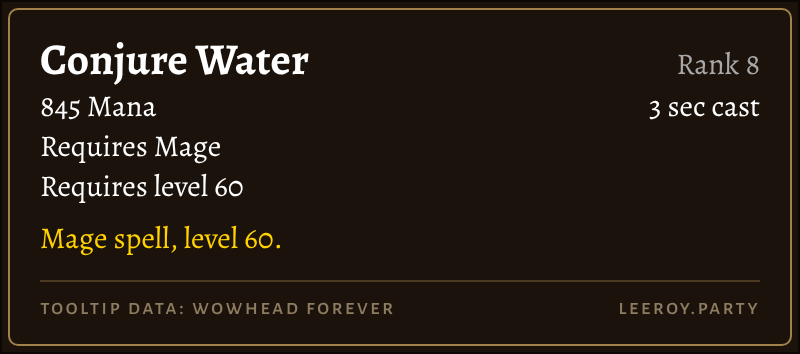 Conjure Water Rank 8
845 Mana 3 sec cast
Requires Mage
Requires level 60
Mage spell, level 60.
TOOLTIP DATA: WOWHEAD FOREVER LEEROY.PARTY